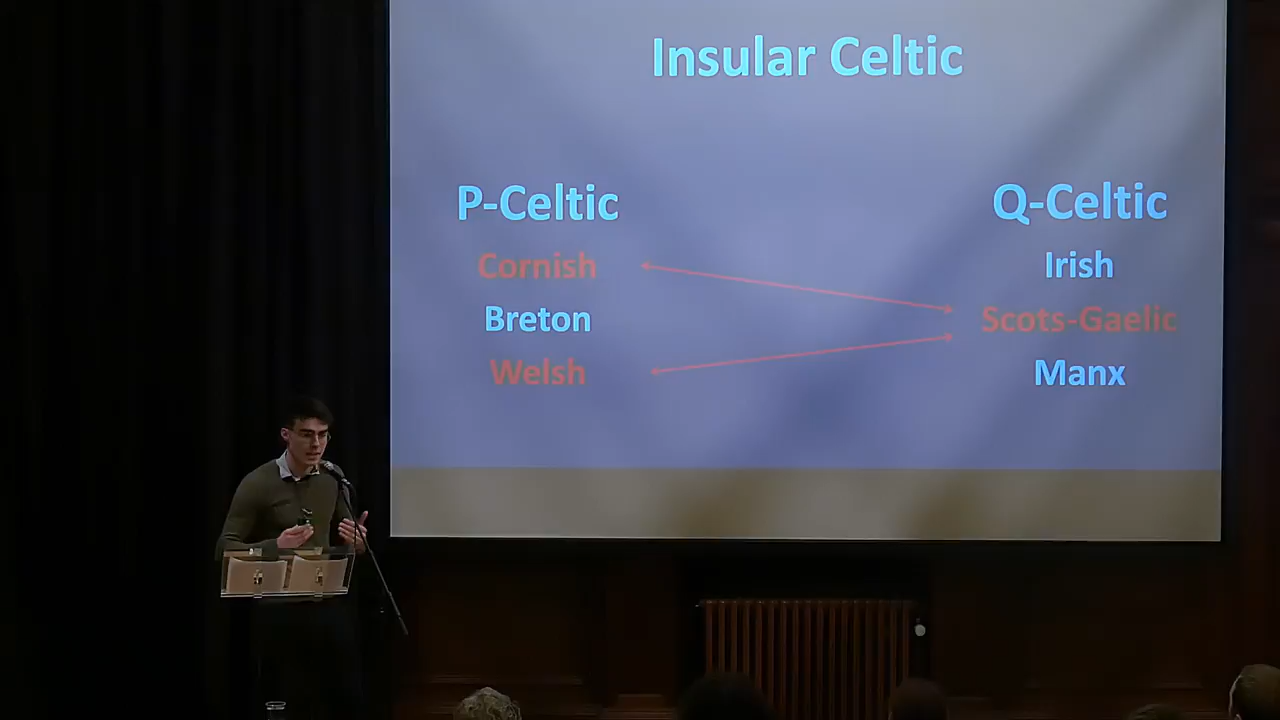 Insular Celtic
P-Celtic
Cornish
Breton
Welsh
Q-Celtic
Irish
Scots-Gaelic
Manx